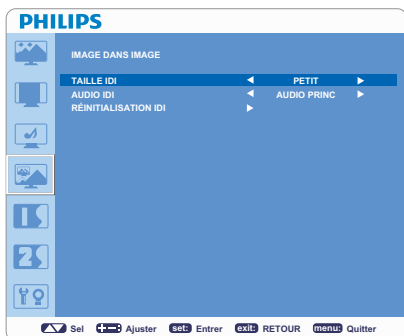 PHILIPS
IMAGE DANS IMAGE
TAILLE IDI PETIT
AUDIO IDI AUDIO PRINC
RÉINITIALISATION IDI
Sel Ajuster set: Entrer exit: RETOUR menu: Quitter